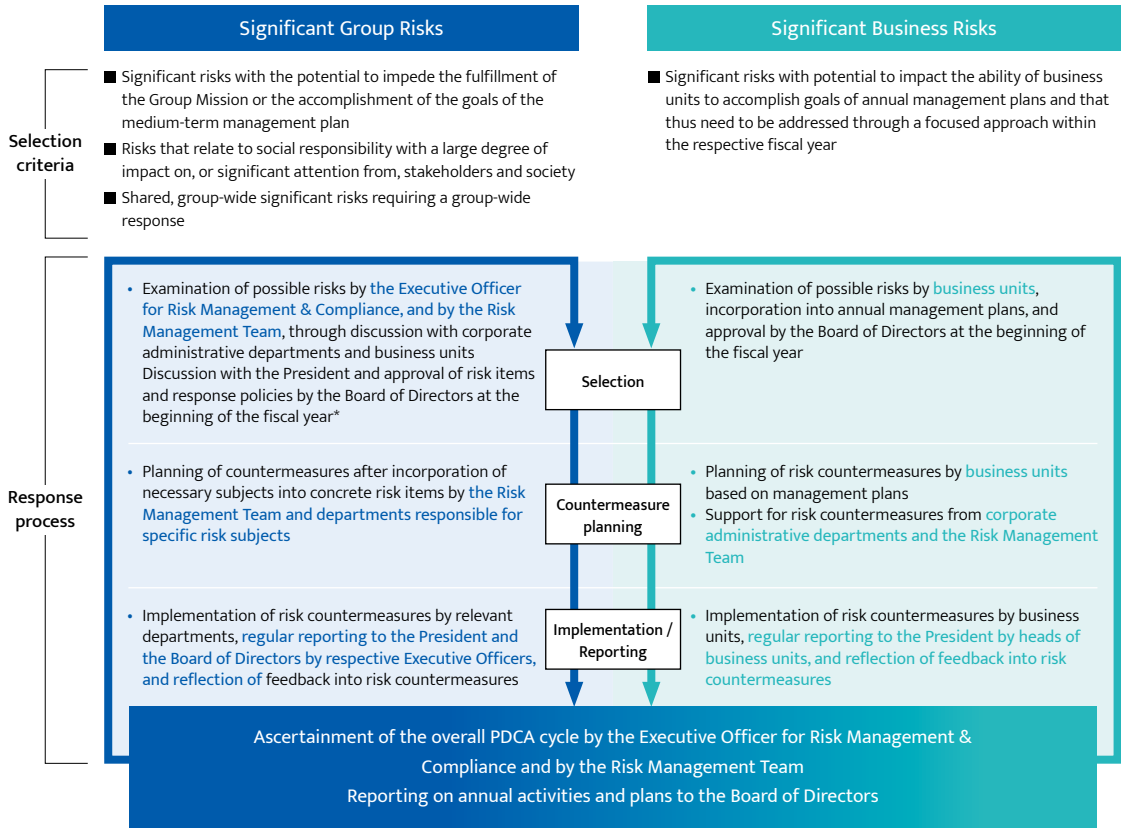 Significant Group Risks
Significant Business Risks
Selection
criteria
■ Significant risks with the potential to impede the fulfillment of
the Group Mission or the accomplishment of the goals of the
medium-term management plan
■ Risks that relate to social responsibility with a large degree of
impact on, or significant attention from, stakeholders and society
■ Shared, group-wide significant risks requiring a group-wide
response
■ Significant risks with potential to impact the ability of business
units to accomplish goals of annual management plans and that
thus need to be addressed through a focused approach within
the respective fiscal year
Response
process
• Examination of possible risks by the Executive Officer
for Risk Management & Compliance, and by the Risk
Management Team, through discussion with corporate
administrative departments and business units
Discussion with the President and approval of risk items
and response policies by the Board of Directors at the
beginning of the fiscal year*
Selection
• Examination of possible risks by business units,
incorporation into annual management plans, and
approval by the Board of Directors at the beginning of
the fiscal year
• Planning of countermeasures after incorporation of
necessary subjects into concrete risk items by the Risk
Management Team and departments responsible for
specific risk subjects
Countermeasure
planning
• Planning of risk countermeasures by business units
based on management plans
• Support for risk countermeasures from corporate
administrative departments and the Risk Management
Team
• Implementation of risk countermeasures by relevant
departments, regular reporting to the President and
the Board of Directors by respective Executive Officers,
and reflection of feedback into risk countermeasures
Implementation /
Reporting
• Implementation of risk countermeasures by business
units, regular reporting to the President by heads of
business units, and reflection of feedback into risk
countermeasures
Ascertainment of the overall PDCA cycle by the Executive Officer for Risk Management &
Compliance and by the Risk Management Team
Reporting on annual activities and plans to the Board of Directors